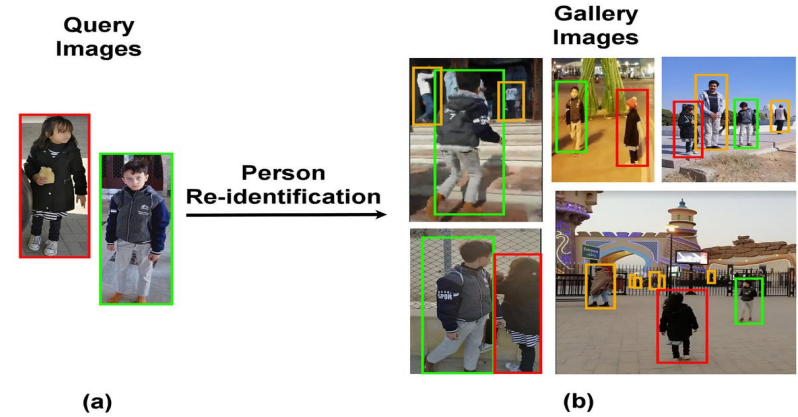 Query
Images
Gallery
Images
Person
Re-identification
(a)
(b)